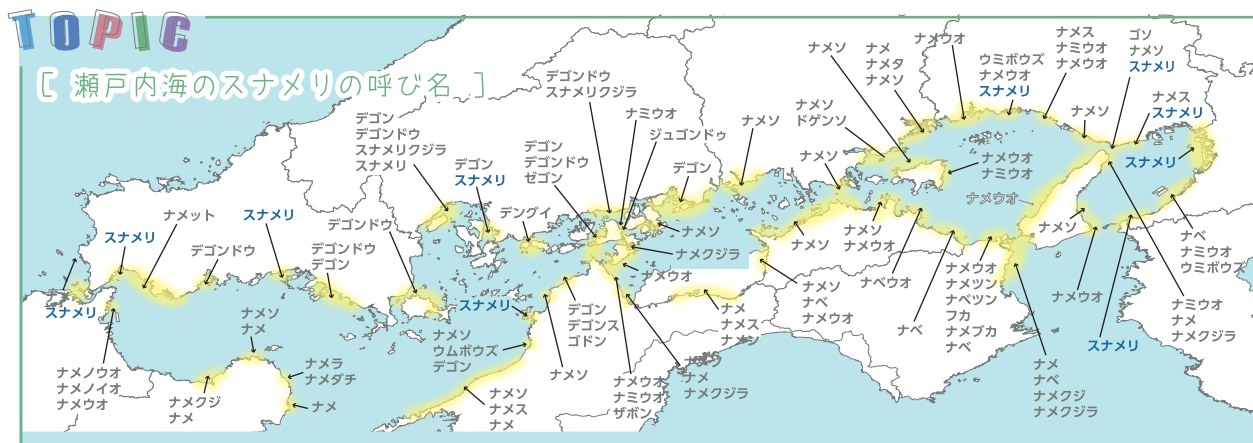 TOPIC
[ 瀬戸内海のスナメリの呼び名 ]
デゴンドウ
スナメリクジラ
ナミウオ
ジュゴンドゥ
ナメソ
デゴン
デゴンドウ
スナメリクジラ
スナメリ
デゴン
スナメリ
デゴン
デゴンドウ
ゼゴン
デゴン
デングイ
ナメソ
ナメクジラ
ナメウオ
ナメット
スナメリ
デゴンドウ
スナメリ
デゴンドウ
デゴンドウ
デゴン
スナメリ
ナメノウオ
ナメノイオ
ナメウオ
ナメソ
ナメ
ナメクジ
ナメ
ナメラ
ナメダチ
ナメ
スナメリ
ナメソ
ウムボウズ
デゴン
ナメソ
ナメス
ナメ
デゴン
デゴンス
ゴドン
ナメソ
ナメウオ
ナミウオ
ザボン
ナメ
ナメクジラ
ナメ
ナメス
ナメソ
ナメソ
ナメ
ナメタ
ナメソ
ナメウオ
ウミボウズ
ナメウオ
スナメリ
ナメス
ナミウオ
ナメウオ
ゴソ
ナメソ
スナメリ
ナメソ
ナメス
スナメリ
スナメリ
ナメソ
ドゲンソ
ナメソ
ナメウオ
ナミウオ
ナメウオ
ナメソ
ナメソ
ナメウオ
ナメソ
ナベ
ナメウオ
ナベウオ
ナベ
ナメウオ
ナメツン
ナベツン
フカ
ナメブカ
ナベ
ナメソ
ナメウオ
ナメ
ナベ
ナメクジ
ナメクジラ
スナメリ
ナベ
ナミウオ
ウミボウズ
ナミウオ
ナメ
ナメクジラ